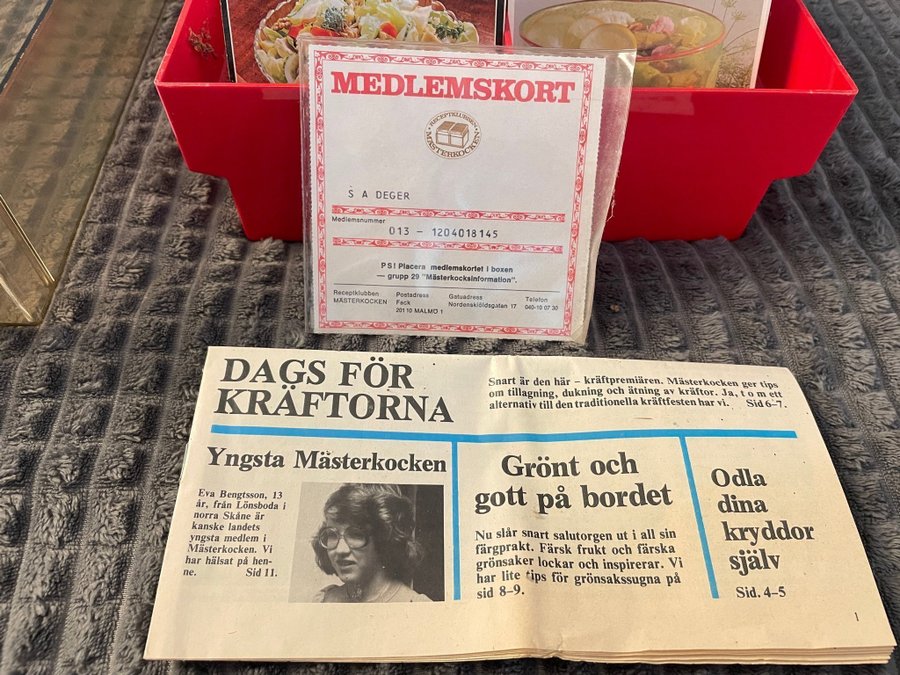 MEDLEMSKORT
RECEPTKLUBBEN
MÄSTERKOCKEN
S A DEGER
Medlemsnummer
013 - 1204018145
PS! Placera medlemskortet i boxen
— grupp 29 "Mästerkocksinformation".
Receptklubben Postadress Gatuadress Telefon
MÄSTERKOCKEN Fack Nordenskiöldsgatan 17 040-10 07 30
201 10 MALMÖ 1
DAGS FÖR
KRÄFTORNA
Snart är den här – kräftpremiären. Mästerkocken ger tips
om tillagning, dukning och ätning av kräftor. Ja, t o m ett
alternativ till den traditionella kräftfesten har vi. Sid 6–7.
Yngsta Mästerkocken
Eva Bengtsson, 13
år, från Lönsboda i
norra Skåne är
kanske landets
yngsta medlem i
Mästerkocken. Vi
har hälsat på hen-
ne. Sid 11.
Grönt och
gott på bordet
Nu slår snart salutorgen ut i all sin
färgprakt. Färsk frukt och färska
grönsaker lockar och inspirerar. Vi
har lite tips för grönsakssugna på
sid 8–9.
Odla
dina
kryddor
själv
Sid. 4–5
1